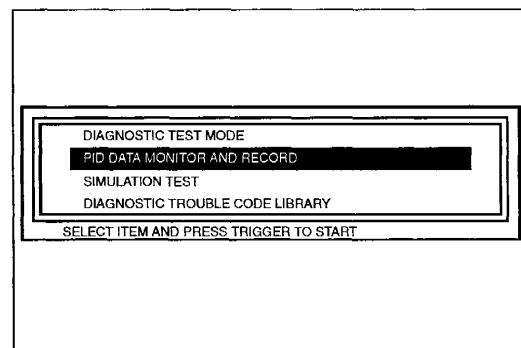 DIAGNOSTIC TEST MODE
PID DATA MONITOR AND RECORD
SIMULATION TEST
DIAGNOSTIC TROUBLE CODE LIBRARY
SELECT ITEM AND PRESS TRIGGER TO START